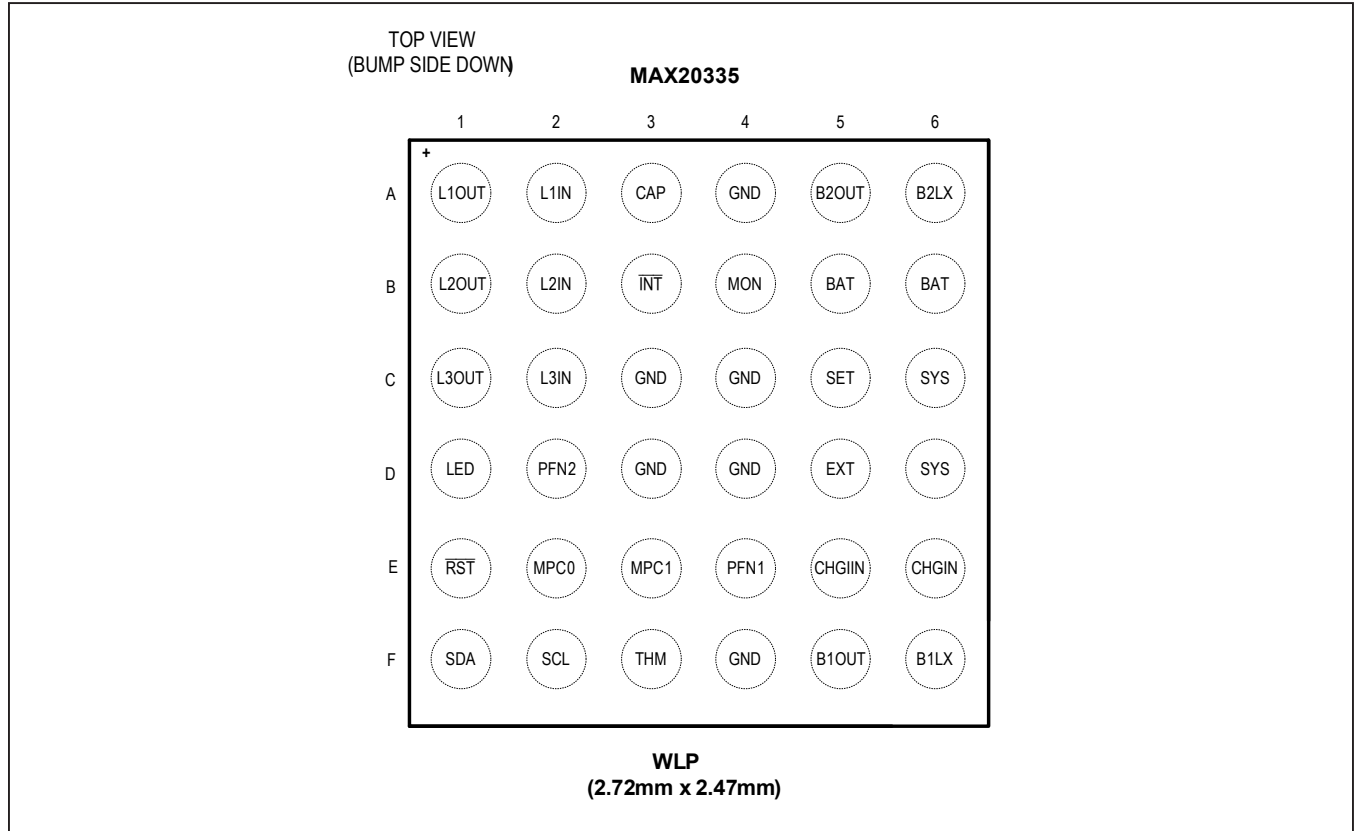 TOP VIEW
(BUMP SIDE DOWN)
MAX20335
1 2 3 4 5 6
+
A L1OUT L1IN CAP GND B2OUT B2LX
B L2OUT L2IN INT MON BAT BAT
C L3OUT L3IN GND GND SET SYS
D LED PFN2 GND GND EXT SYS
E RST MPC0 MPC1 PFN1 CHGIIN CHGIN
F SDA SCL THM GND B1OUT B1LX
WLP
(2.72mm x 2.47mm)